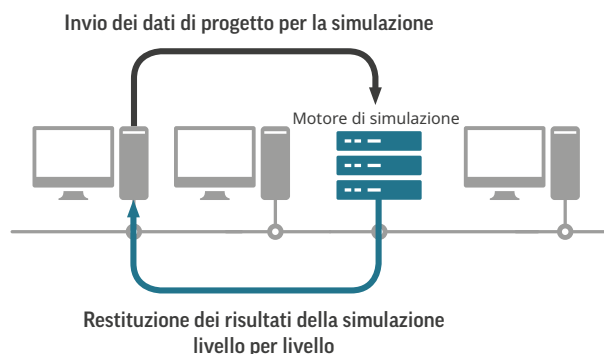 Invio dei dati di progetto per la simulazione
Motore di simulazione
Restituzione dei risultati della simulazione
livello per livello